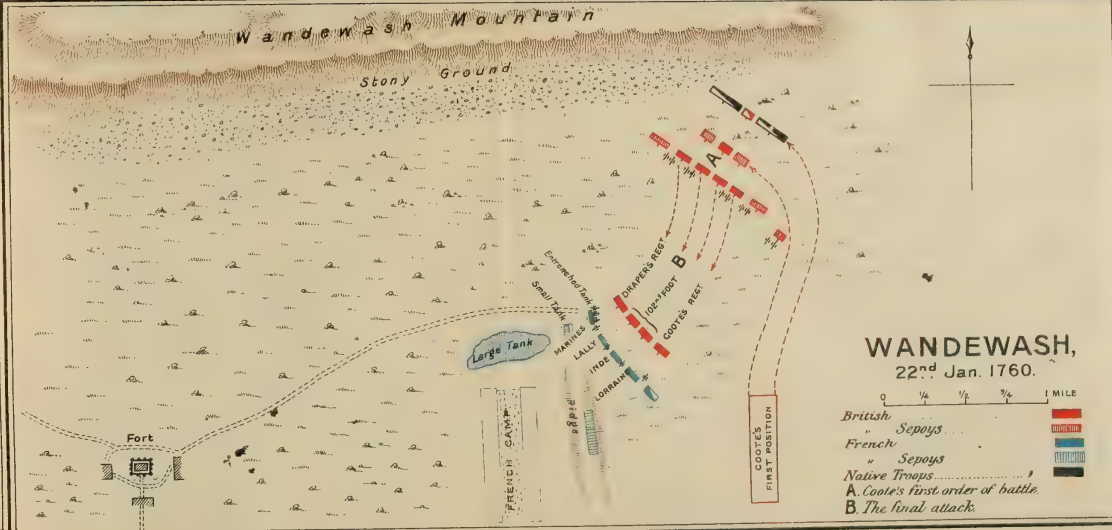 Wandewash Mountain
Stony Ground
A
B
DRAPER'S REGT
102nd FOOT
COOTE'S REGT
Entrenched Tank
Small Tank
MARINES
LALLY
INDE
LORRAIN
Large Tank
Ridge
FRENCH CAMP
Fort
COOTE'S
FIRST POSITION
WANDEWASH,
22nd Jan. 1760.
0 1/4 1/2 3/4 1 MILE
British
" Sepoys
French
" Sepoys
Native Troops
A. Coote's first order of battle.
B. The final attack.